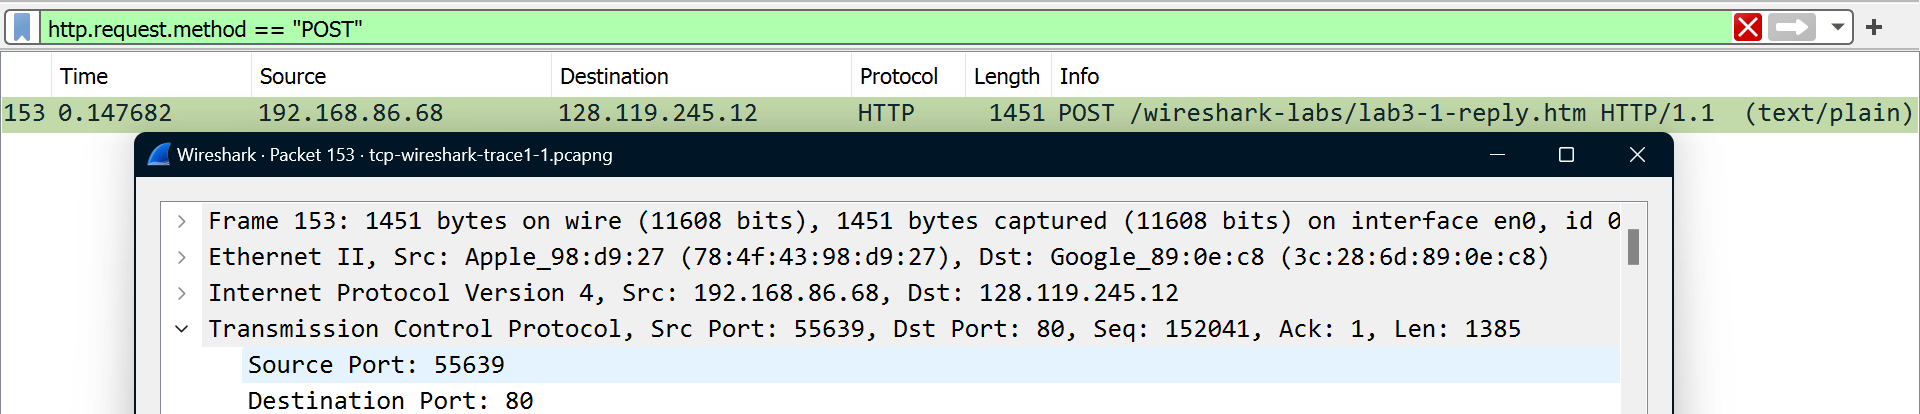 http.request.method == "POST"
Time Source Destination Protocol Length Info
153 0.147682 192.168.86.68 128.119.245.12 HTTP 1451 POST /wireshark-labs/lab3-1-reply.htm HTTP/1.1 (text/plain)
Wireshark · Packet 153 · tcp-wireshark-trace1-1.pcapng
Frame 153: 1451 bytes on wire (11608 bits), 1451 bytes captured (11608 bits) on interface en0, id 0
Ethernet II, Src: Apple_98:d9:27 (78:4f:43:98:d9:27), Dst: Google_89:0e:c8 (3c:28:6d:89:0e:c8)
Internet Protocol Version 4, Src: 192.168.86.68, Dst: 128.119.245.12
Transmission Control Protocol, Src Port: 55639, Dst Port: 80, Seq: 152041, Ack: 1, Len: 1385
Source Port: 55639
Destination Port: 80